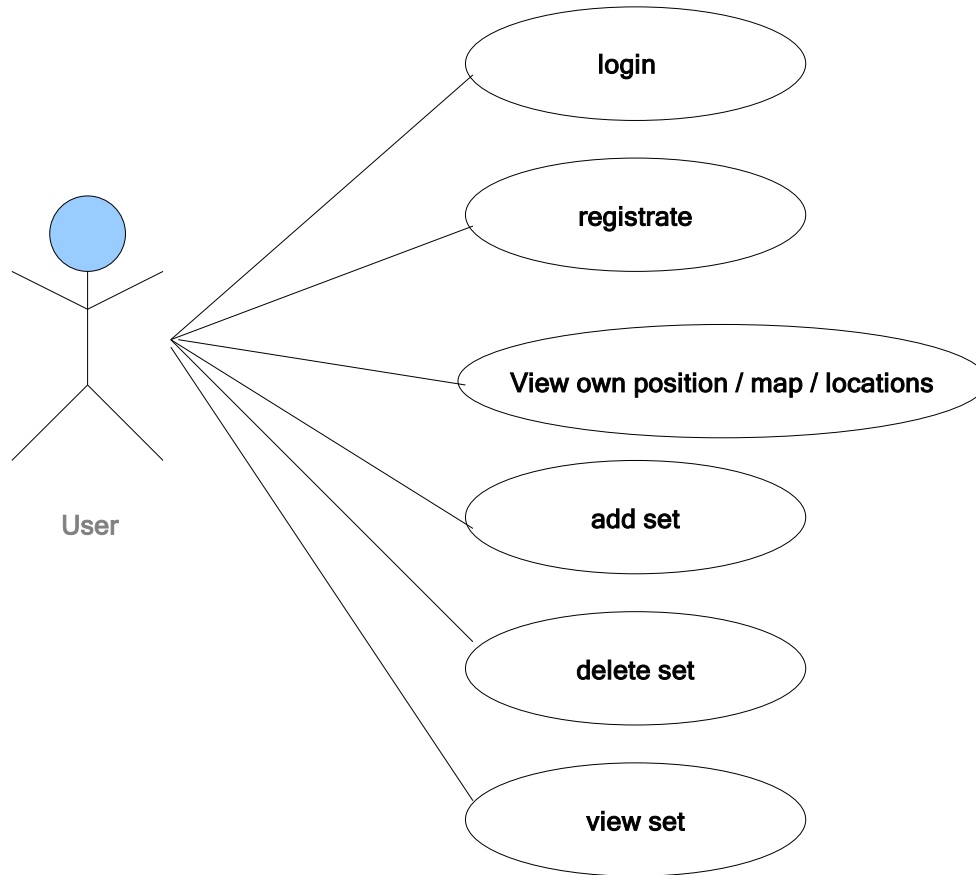 login
registrate
View own position / map / locations
add set
User
delete set
view set